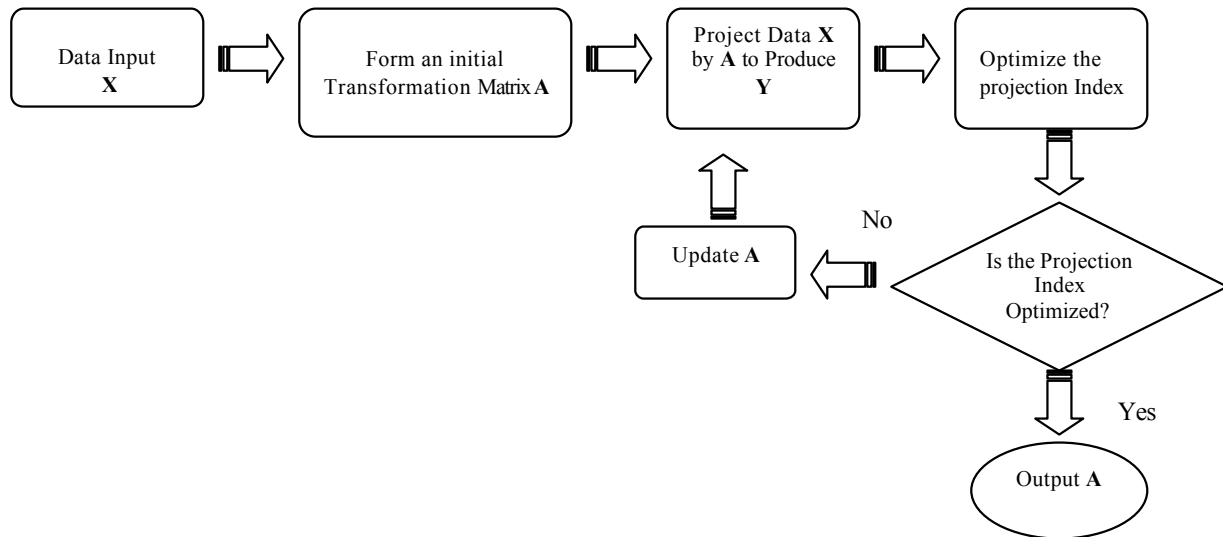 Data Input
X
Form an initial
Transformation Matrix A
Project Data X
by A to Produce
Y
Optimize the
projection Index
No
Update A
Is the Projection
Index
Optimized?
Yes
Output A